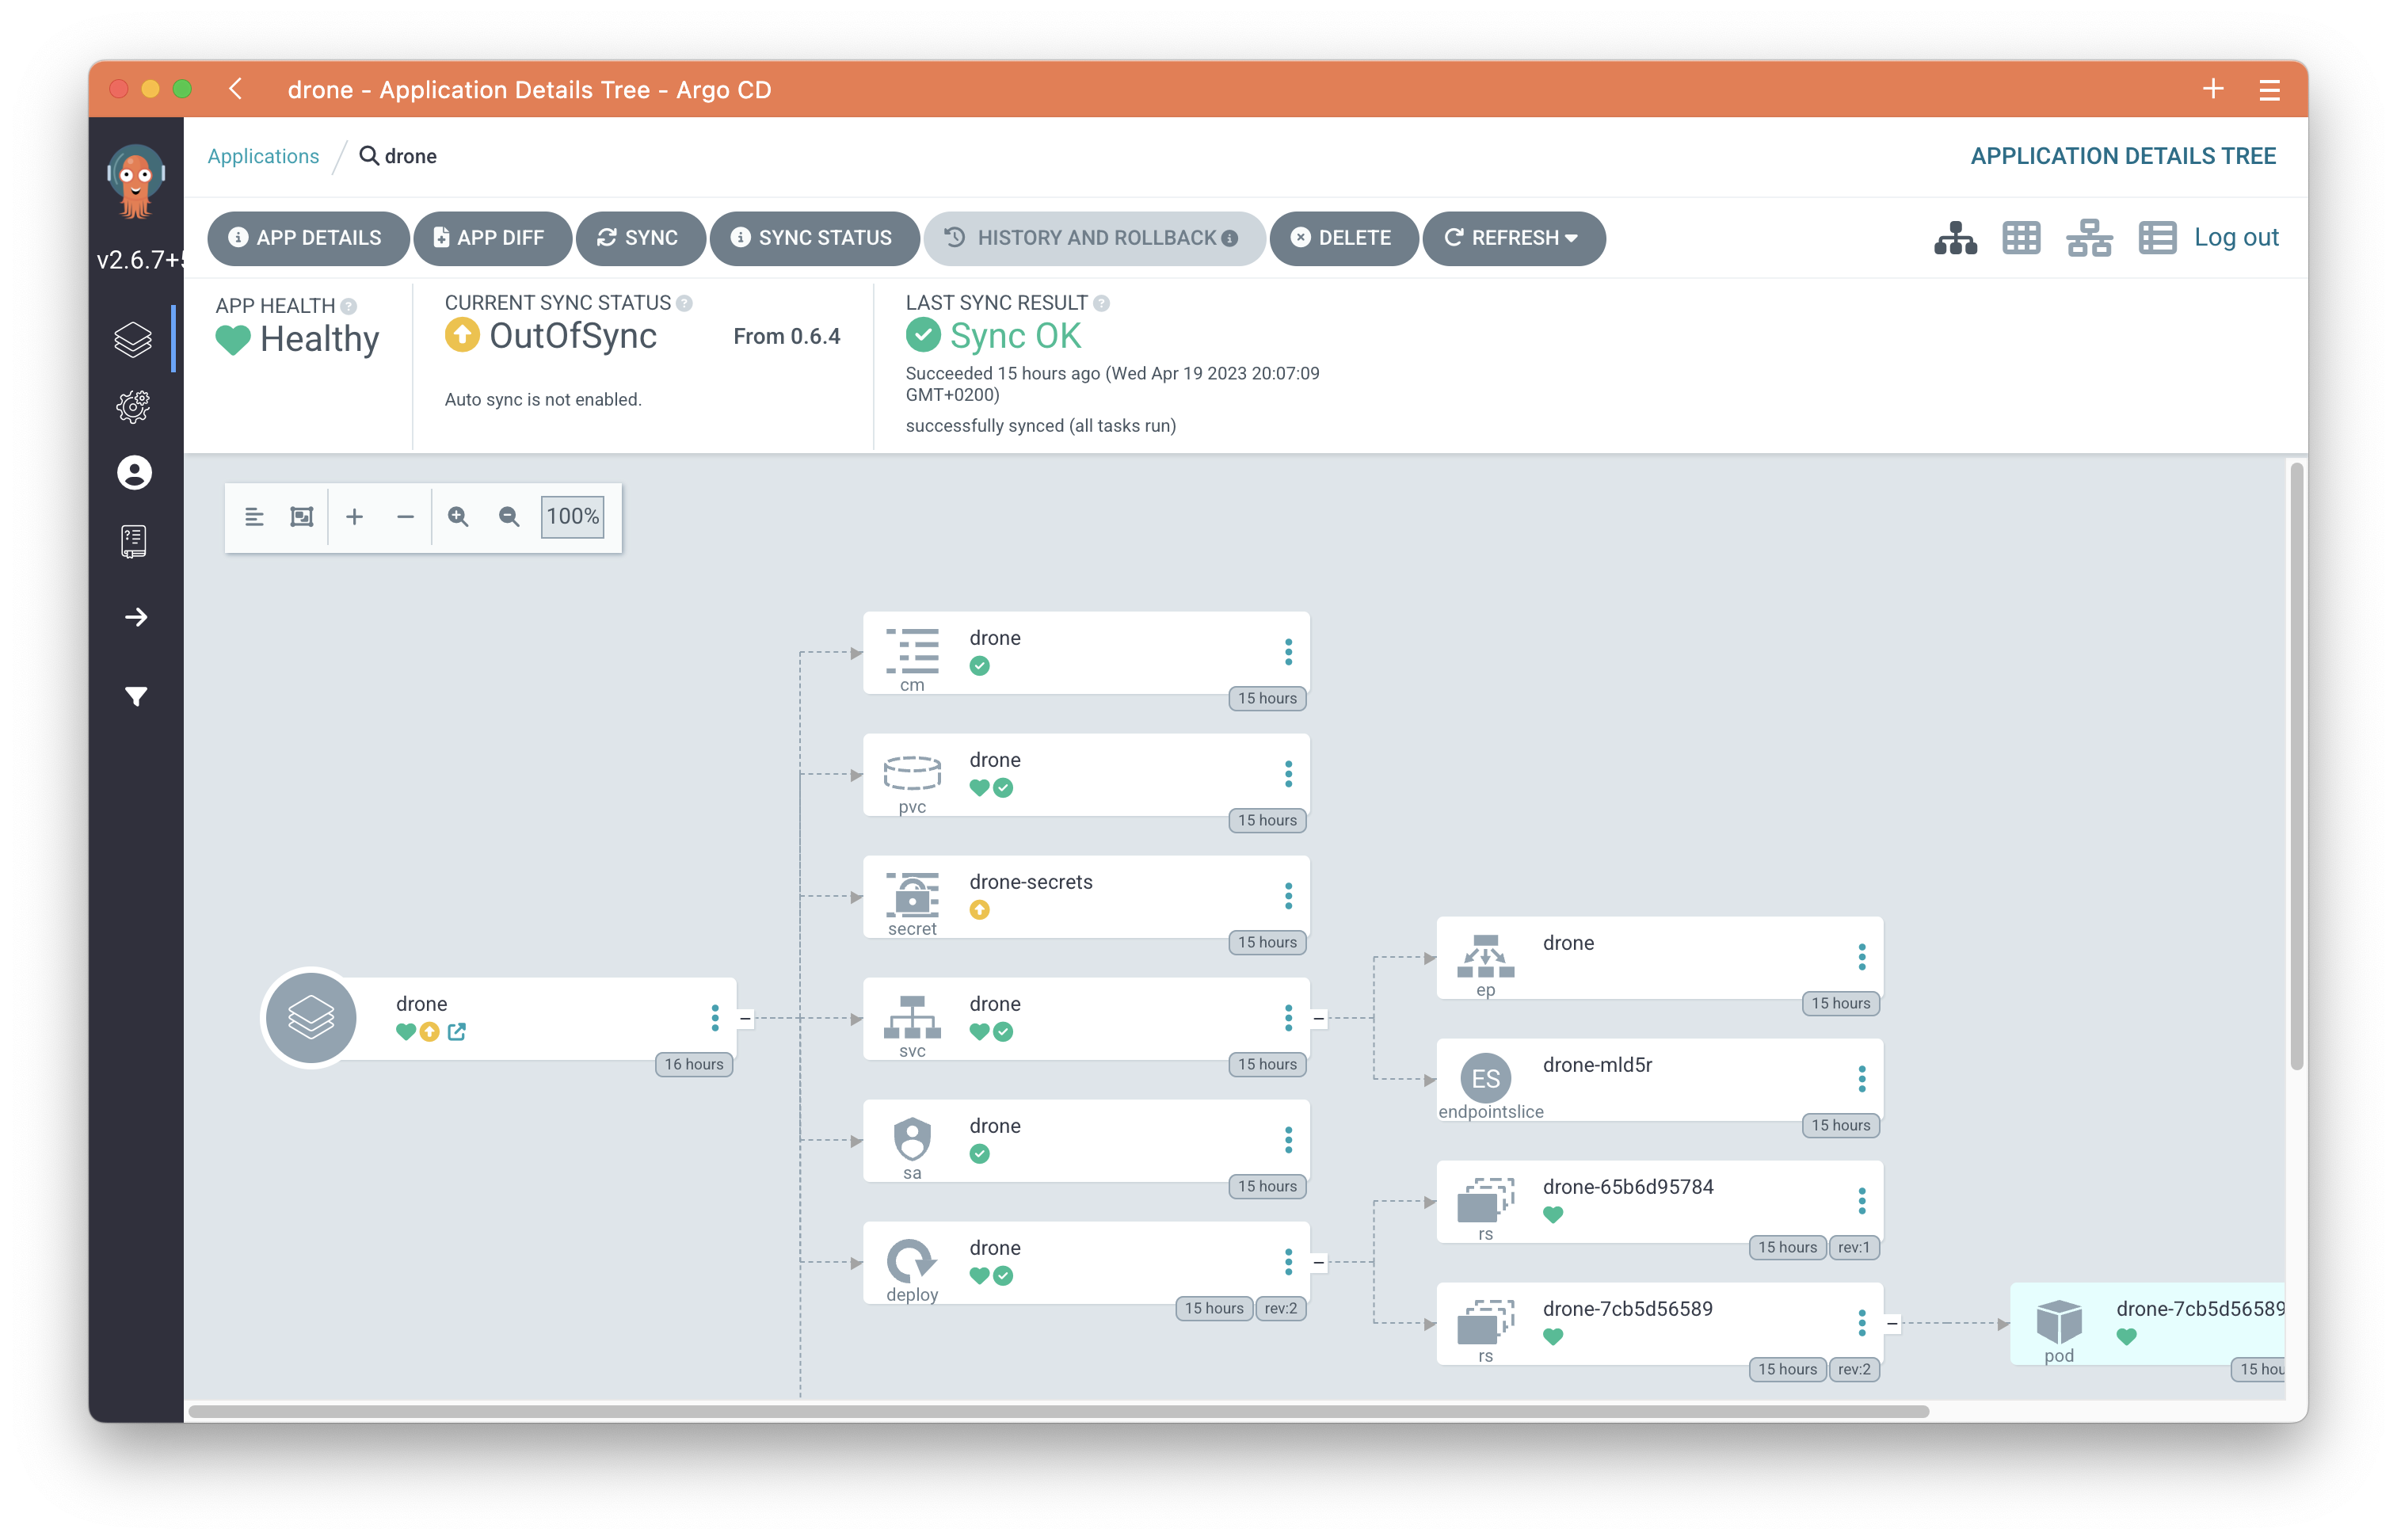 drone - Application Details Tree - Argo CD
v2.6.7+
Applications / drone
APPLICATION DETAILS TREE
APP DETAILS
APP DIFF
SYNC
SYNC STATUS
HISTORY AND ROLLBACK
DELETE
REFRESH
Log out
APP HEALTH
Healthy
CURRENT SYNC STATUS
OutOfSync
From 0.6.4
Auto sync is not enabled.
LAST SYNC RESULT
Sync OK
Succeeded 15 hours ago (Wed Apr 19 2023 20:07:09
GMT+0200)
successfully synced (all tasks run)
100%
drone
16 hours
drone
cm
15 hours
drone
pvc
15 hours
drone-secrets
secret
15 hours
drone
svc
15 hours
drone
sa
15 hours
drone
deploy
15 hours
rev:2
drone
ep
15 hours
ES
drone-mld5r
endpointslice
15 hours
drone-65b6d95784
rs
15 hours
rev:1
drone-7cb5d56589
rs
15 hours
rev:2
drone-7cb5d56589
pod
15 hou